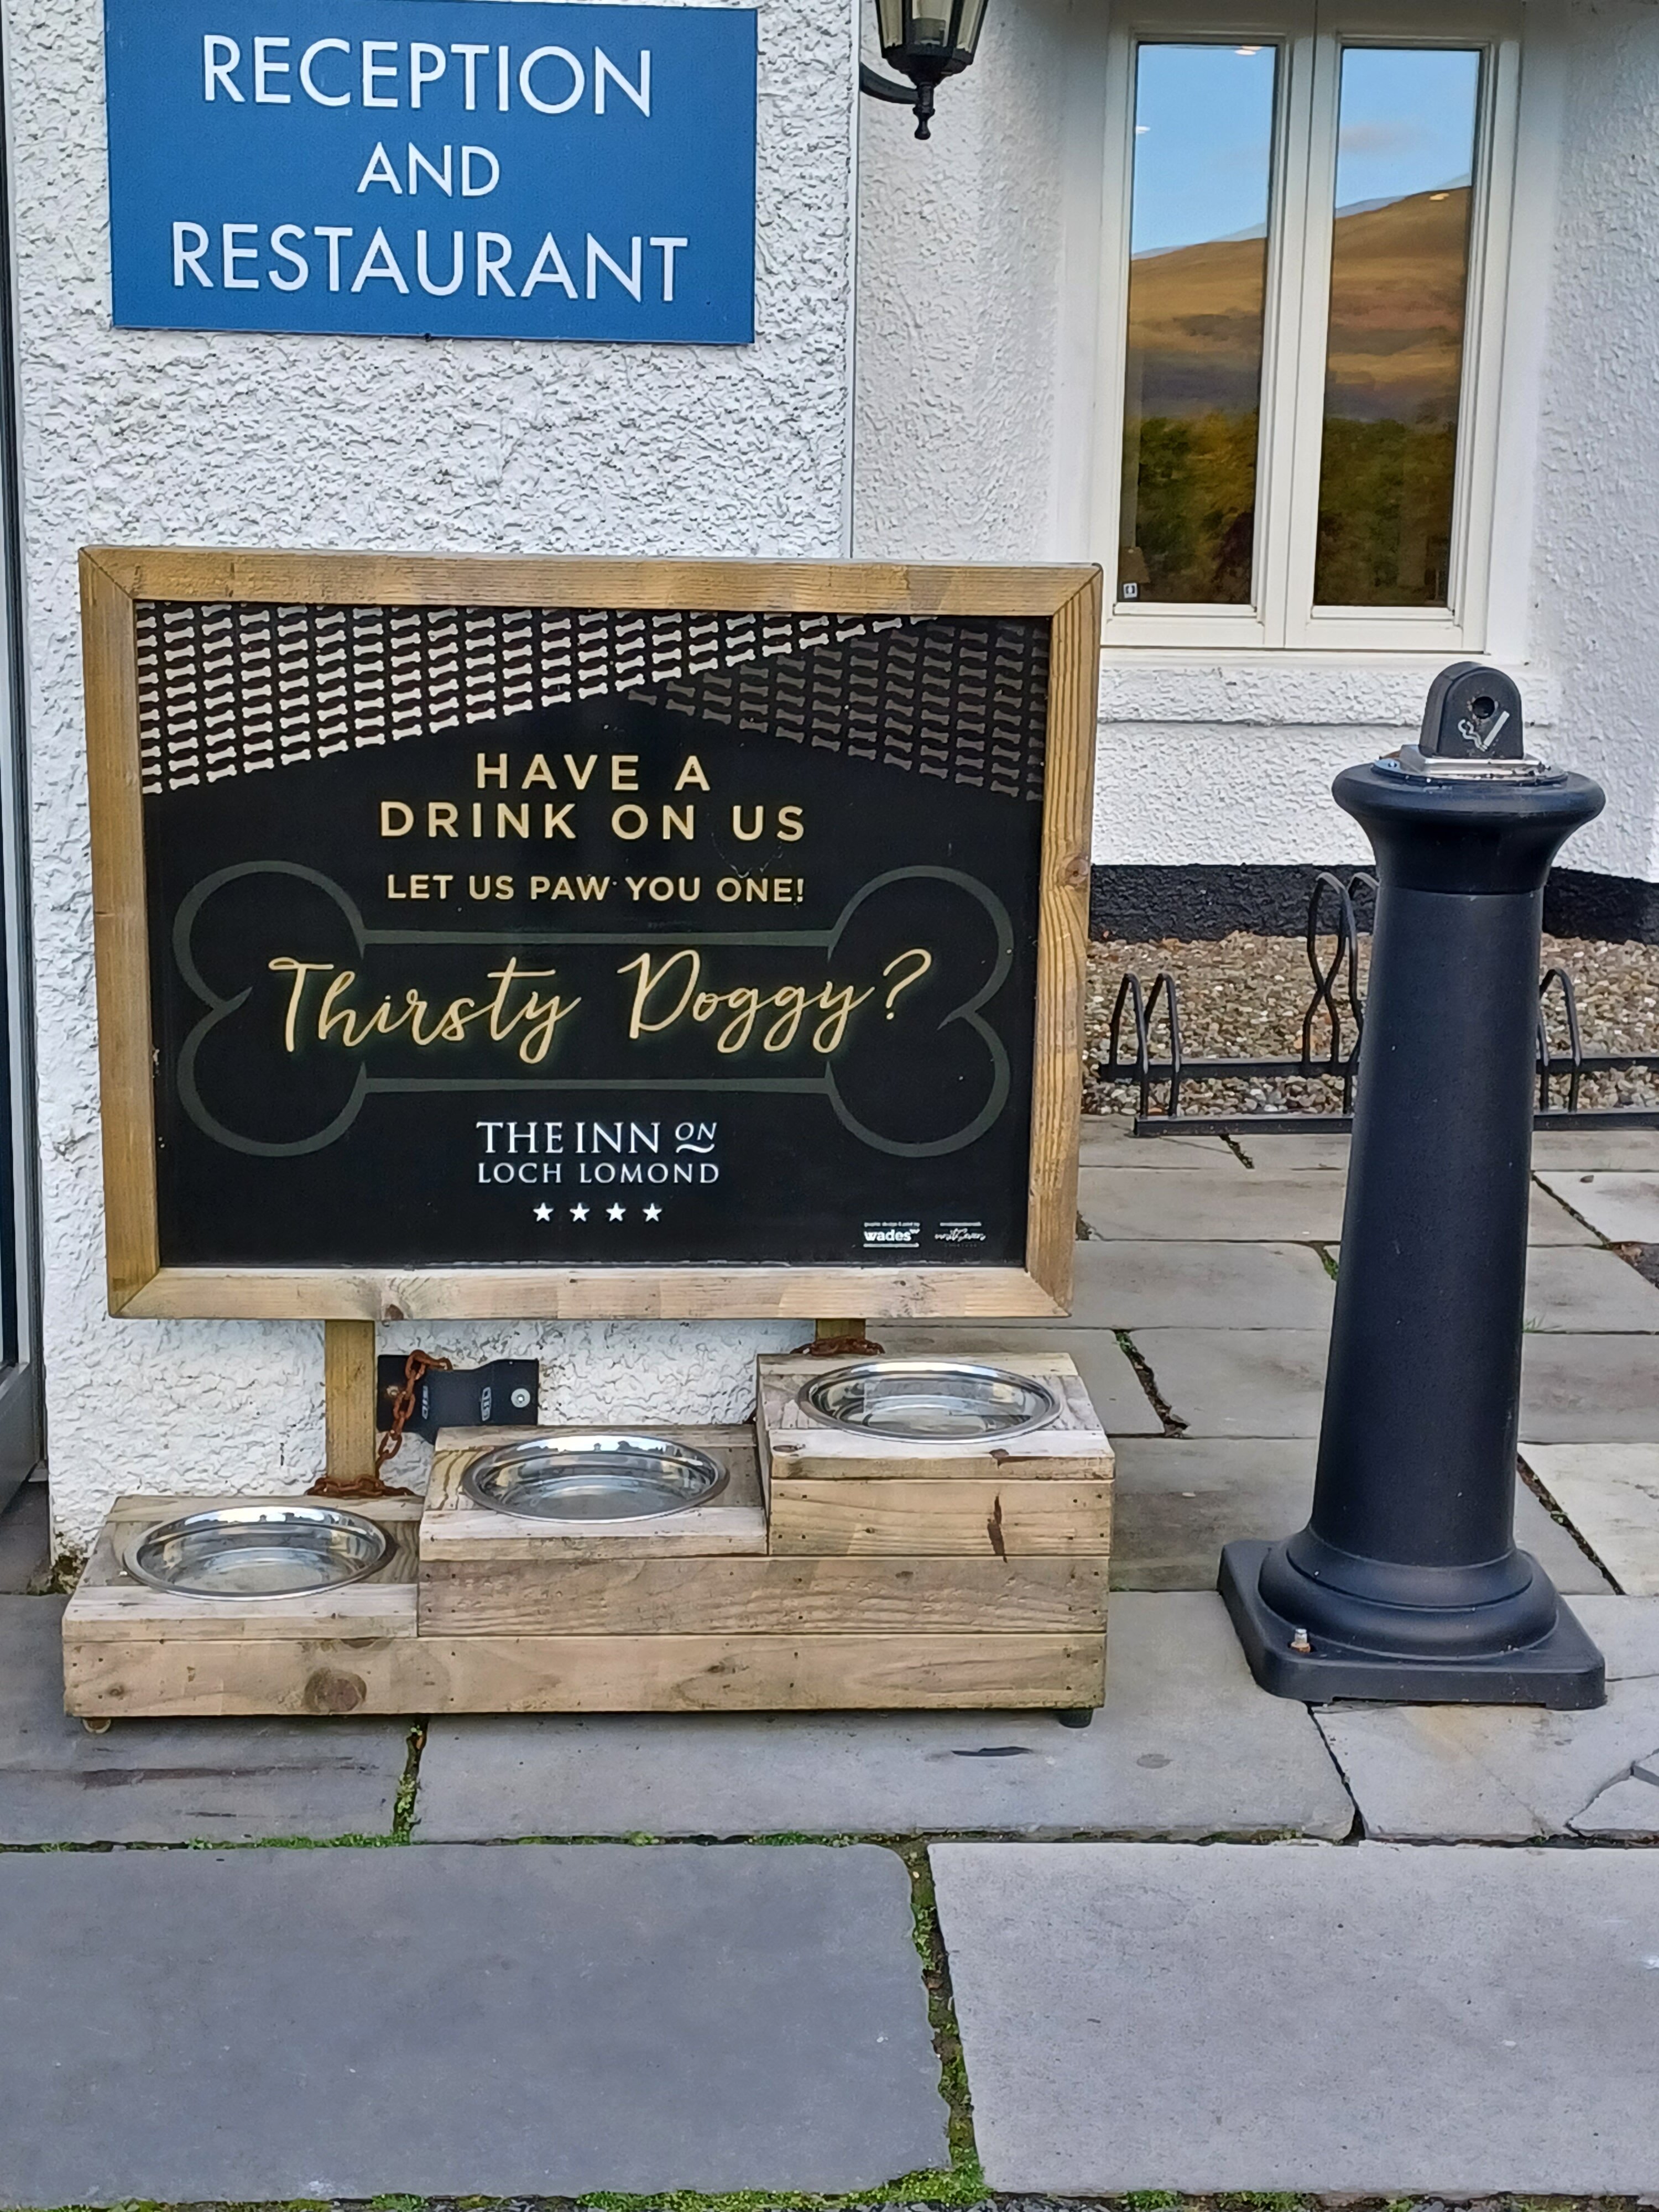 RECEPTION
AND
RESTAURANT
HAVE A
DRINK ON US
LET US PAW YOU ONE!
Thirsty Doggy?
THE INN ON
LOCH LOMOND
wades